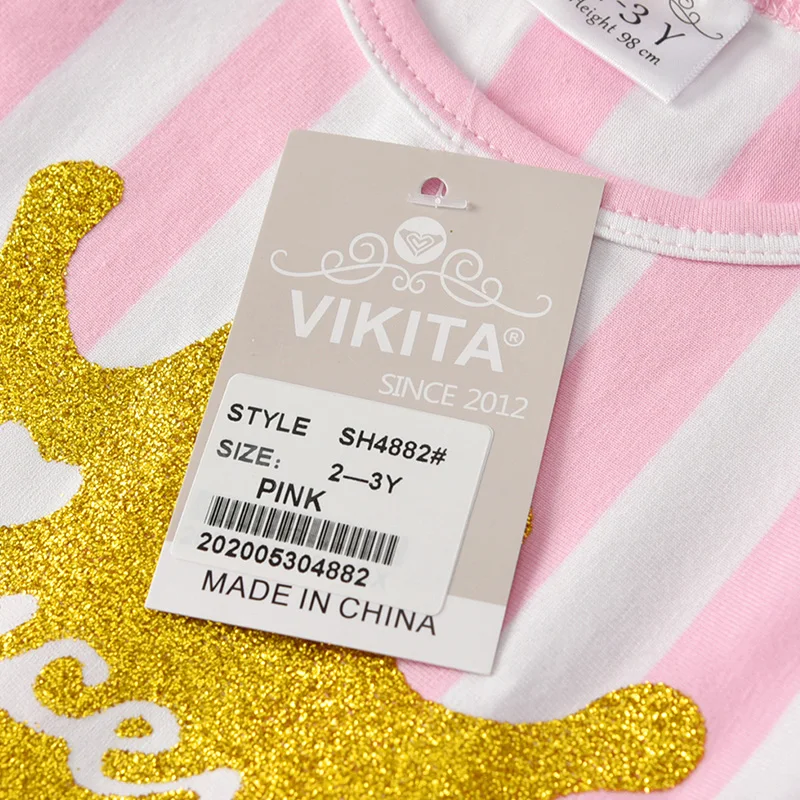 -3 Y
Height 98 cm
VIKITA®
SINCE 2012
STYLE SH4882#
SIZE: 2—3Y
PINK
202005304882
MADE IN CHINA